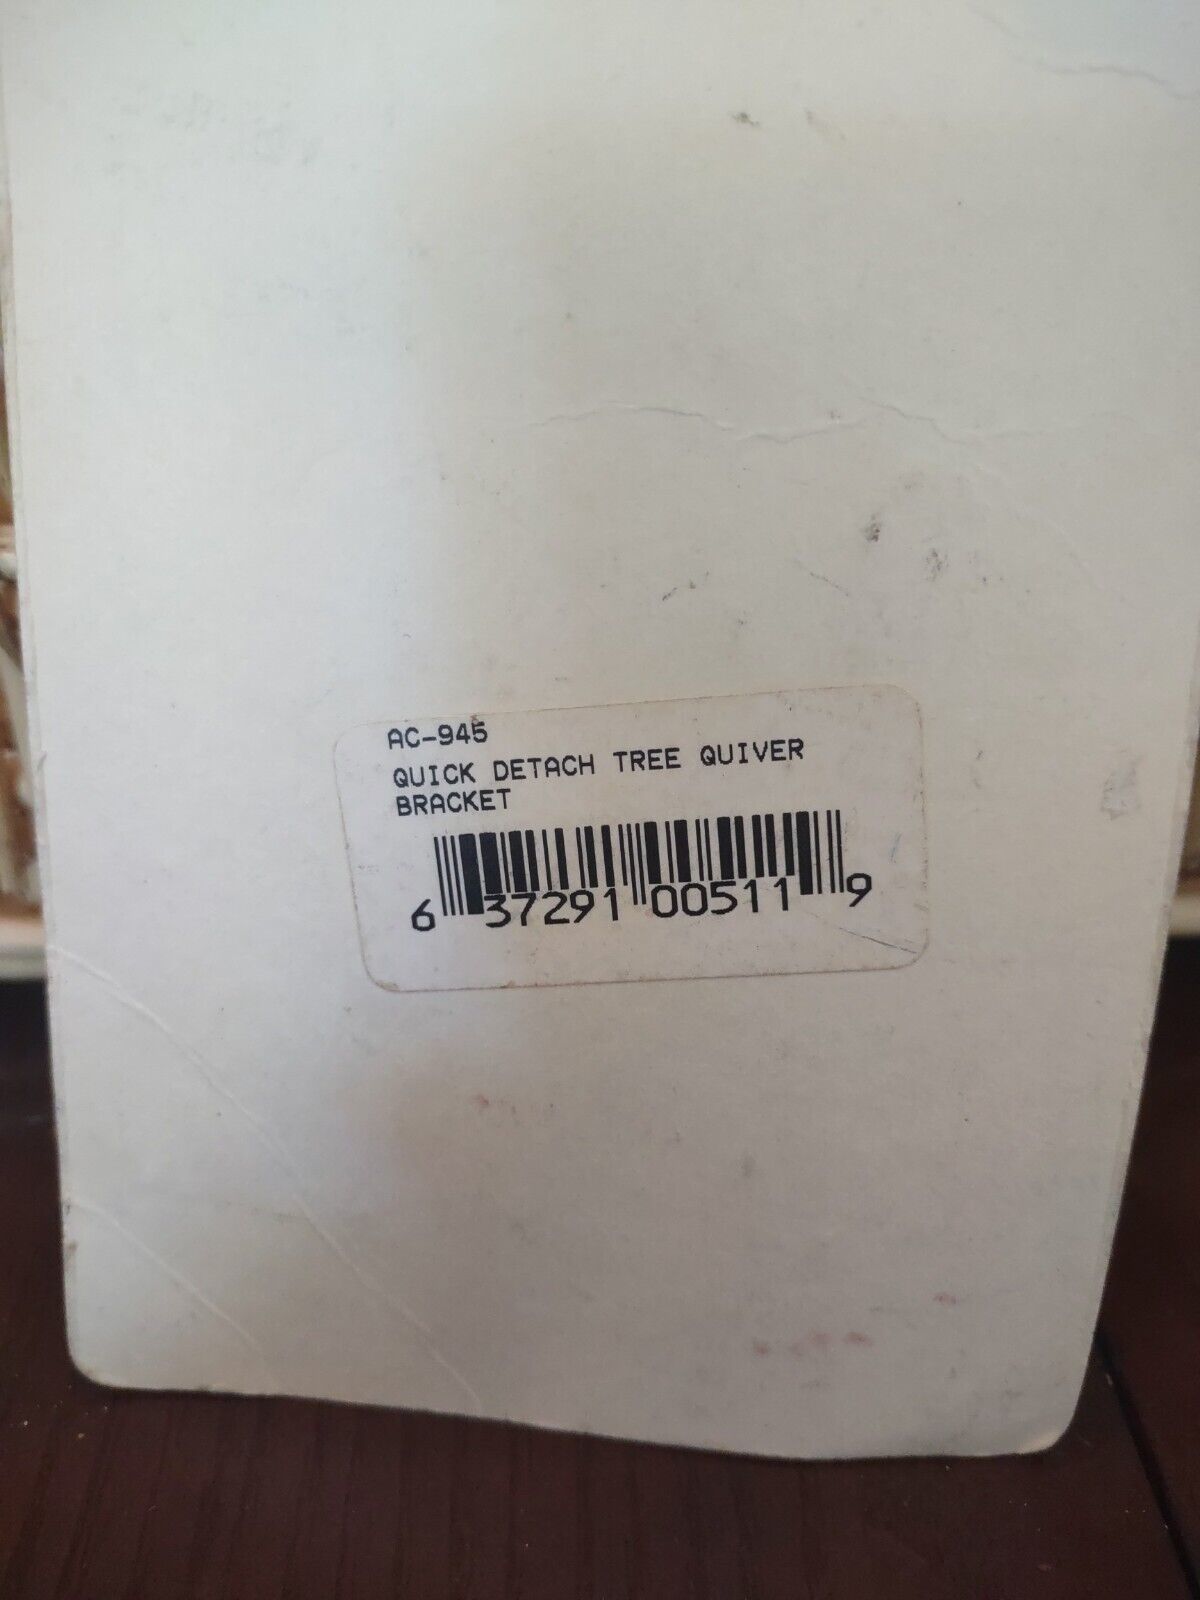 AC-945
QUICK DETACH TREE QUIVER
BRACKET
6 37291 00511 9